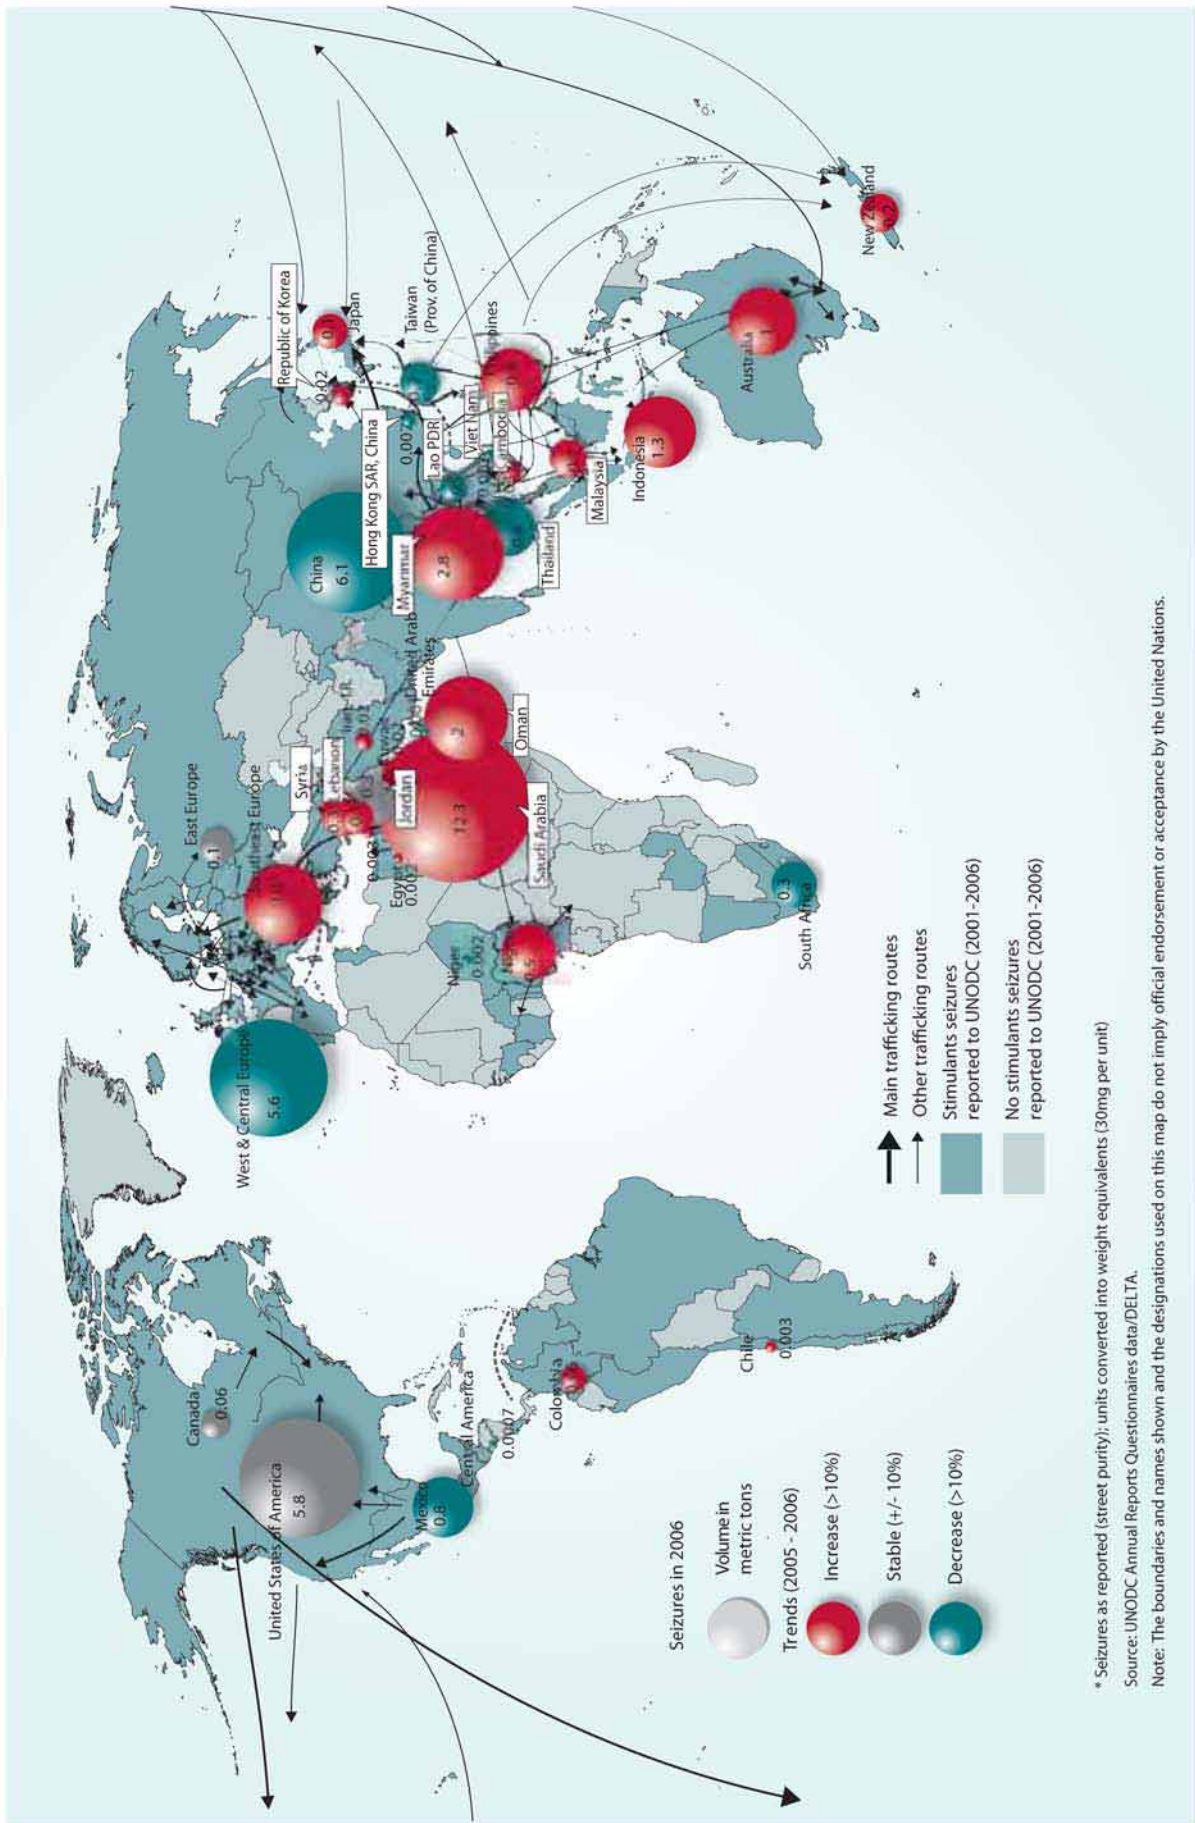 Canada
0.06
United States of America
5.8
Mexico
0.8
Central America
0.0007
Colombia
Chile
0.003
West & Central Europe
5.6
East Europe
0.1
Southeast Europe
Syria
Lebanon
0.3
Jordan
Egypt
Saudi Arabia
12.3
Oman
2
United Arab
Emirates
Niger
0.002
South Africa
0.3
China
6.1
Hong Kong SAR, China
0.007
Republic of Korea
0.02
Japan
Taiwan
(Prov. of China)
Myanmar
2.8
Lao PDR
Viet Nam
Cambodia
Thailand
Philippines
Malaysia
Indonesia
1.3
Australia
1
New Zealand
0.2
Seizures in 2006
Volume in
metric tons
Trends (2005 - 2006)
Increase (>10%)
Stable (+/- 10%)
Decrease (>10%)
Main trafficking routes
Other trafficking routes
Stimulants seizures
reported to UNODC (2001-2006)
No stimulants seizures
reported to UNODC (2001-2006)
* Seizures as reported (street purity); units converted into weight equivalents (30mg per unit)
Source: UNODC Annual Reports Questionnaires data/DELTA.
Note: The boundaries and names shown and the designations used on this map do not imply official endorsement or acceptance by the United Nations.